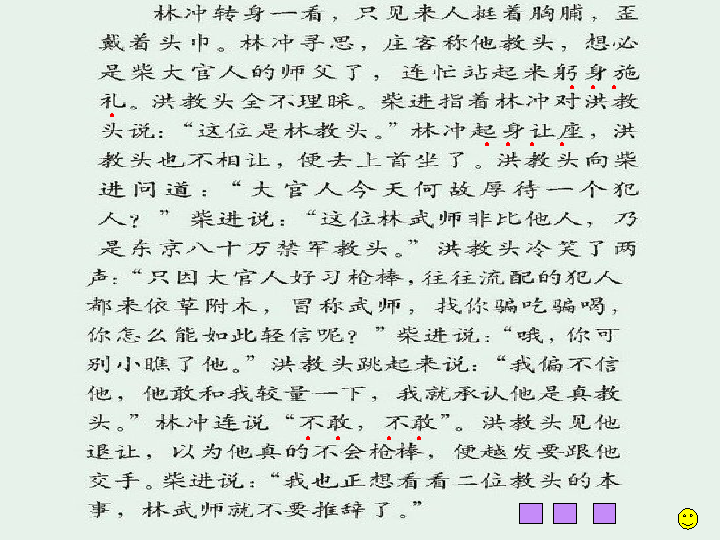 林冲转身一看，只见来人挺着胸脯，歪
戴着头巾。林冲寻思，庄客称他教头，想必
是柴大官人的师父了，连忙站起来躬身施
礼。洪教头全不理睬。柴进指着林冲对洪教
头说：“这位是林教头。”林冲起身让座，洪
教头也不相让，便去上首坐了。洪教头向柴
进问道：“大官人今天何故厚待一个犯
人？”柴进说：“这位林武师非比他人，乃
是东京八十万禁军教头。”洪教头冷笑了两
声：“只因大官人好习枪棒，往往流配的犯人
都来依草附木，冒称武师，找你骗吃骗喝，
你怎么能如此轻信呢？”柴进说：“哦，你可
别小瞧了他。”洪教头跳起来说：“我偏不信
他，他敢和我较量一下，我就承认他是真教
头。”林冲连说“不敢，不敢”。洪教头见他
退让，以为他真的不会枪棒，便越发要跟他
交手。柴进说：“我也正想看看二位教头的本
事，林武师就不要推辞了。”